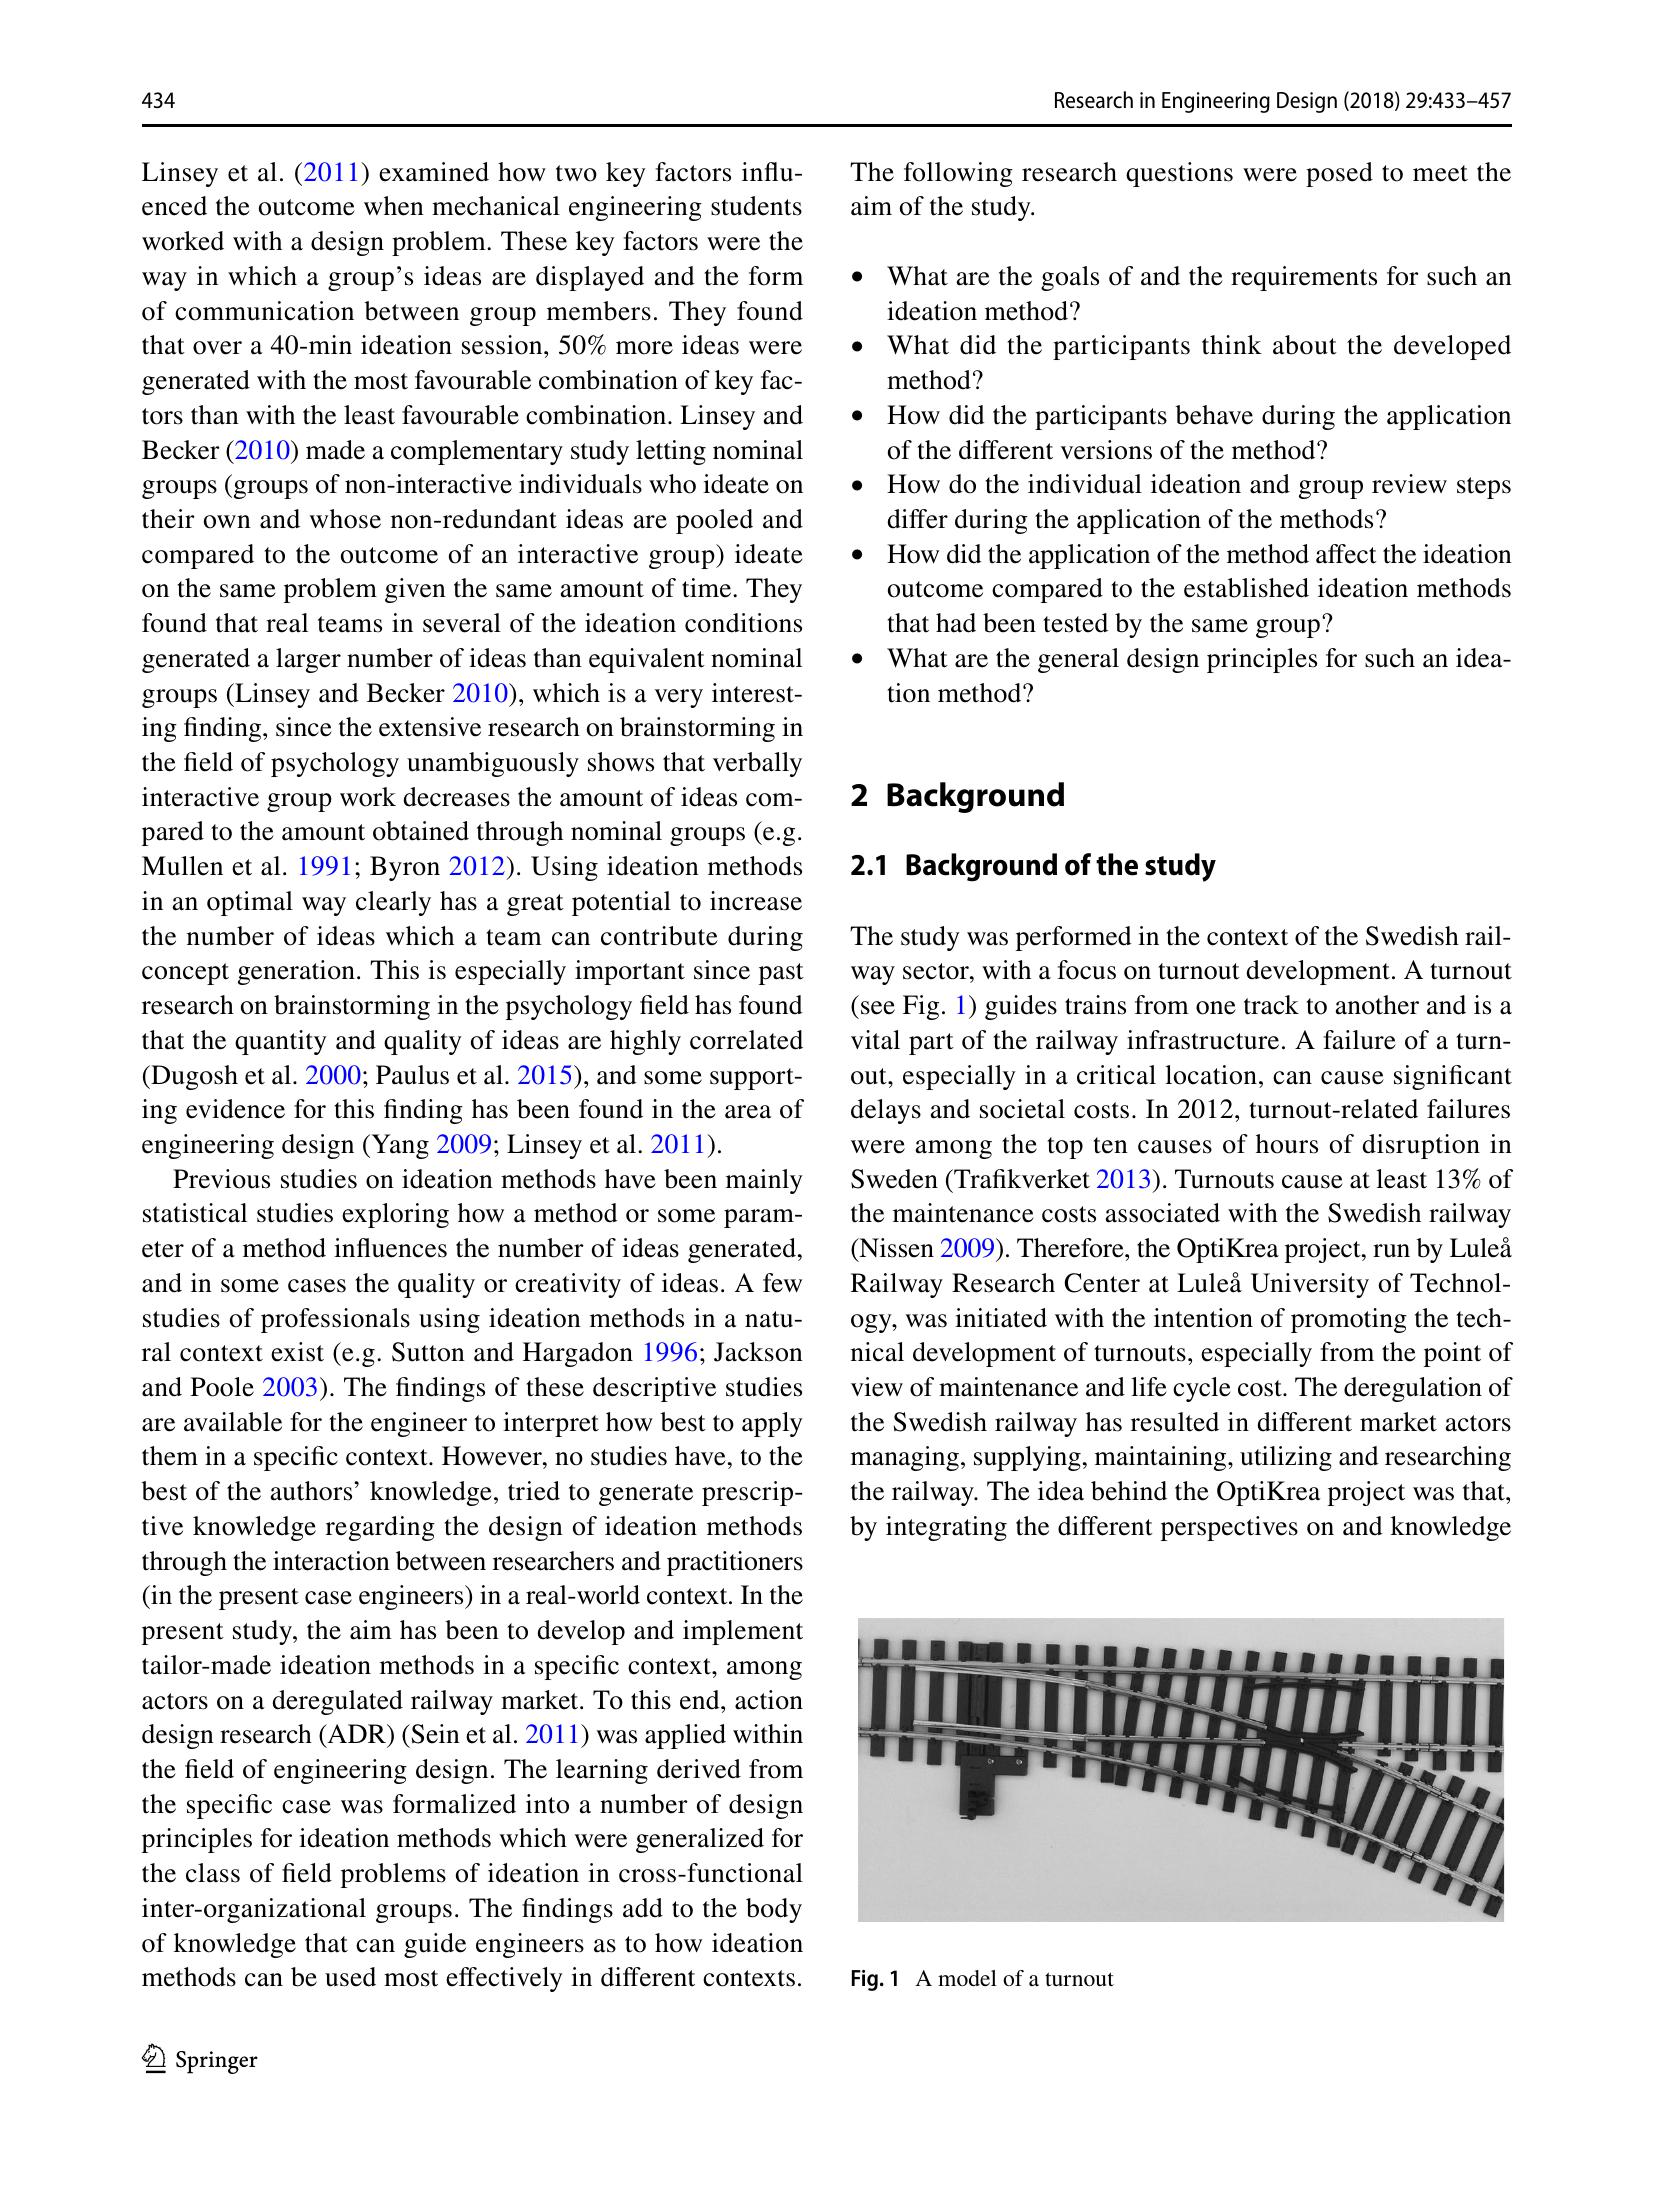 434
Research in Engineering Design (2018) 29:433–457
Linsey et al. (2011) examined how two key factors influ-
enced the outcome when mechanical engineering students
worked with a design problem. These key factors were the
way in which a group’s ideas are displayed and the form
of communication between group members. They found
that over a 40-min ideation session, 50% more ideas were
generated with the most favourable combination of key fac-
tors than with the least favourable combination. Linsey and
Becker (2010) made a complementary study letting nominal
groups (groups of non-interactive individuals who ideate on
their own and whose non-redundant ideas are pooled and
compared to the outcome of an interactive group) ideate
on the same problem given the same amount of time. They
found that real teams in several of the ideation conditions
generated a larger number of ideas than equivalent nominal
groups (Linsey and Becker 2010), which is a very interest-
ing finding, since the extensive research on brainstorming in
the field of psychology unambiguously shows that verbally
interactive group work decreases the amount of ideas com-
pared to the amount obtained through nominal groups (e.g.
Mullen et al. 1991; Byron 2012). Using ideation methods
in an optimal way clearly has a great potential to increase
the number of ideas which a team can contribute during
concept generation. This is especially important since past
research on brainstorming in the psychology field has found
that the quantity and quality of ideas are highly correlated
(Dugosh et al. 2000; Paulus et al. 2015), and some support-
ing evidence for this finding has been found in the area of
engineering design (Yang 2009; Linsey et al. 2011).
Previous studies on ideation methods have been mainly
statistical studies exploring how a method or some param-
eter of a method influences the number of ideas generated,
and in some cases the quality or creativity of ideas. A few
studies of professionals using ideation methods in a natu-
ral context exist (e.g. Sutton and Hargadon 1996; Jackson
and Poole 2003). The findings of these descriptive studies
are available for the engineer to interpret how best to apply
them in a specific context. However, no studies have, to the
best of the authors’ knowledge, tried to generate prescrip-
tive knowledge regarding the design of ideation methods
through the interaction between researchers and practitioners
(in the present case engineers) in a real-world context. In the
present study, the aim has been to develop and implement
tailor-made ideation methods in a specific context, among
actors on a deregulated railway market. To this end, action
design research (ADR) (Sein et al. 2011) was applied within
the field of engineering design. The learning derived from
the specific case was formalized into a number of design
principles for ideation methods which were generalized for
the class of field problems of ideation in cross-functional
inter-organizational groups. The findings add to the body
of knowledge that can guide engineers as to how ideation
methods can be used most effectively in different contexts.
The following research questions were posed to meet the
aim of the study.
• What are the goals of and the requirements for such an
ideation method?
• What did the participants think about the developed
method?
• How did the participants behave during the application
of the different versions of the method?
• How do the individual ideation and group review steps
differ during the application of the methods?
• How did the application of the method affect the ideation
outcome compared to the established ideation methods
that had been tested by the same group?
• What are the general design principles for such an idea-
tion method?
2 Background
2.1 Background of the study
The study was performed in the context of the Swedish rail-
way sector, with a focus on turnout development. A turnout
(see Fig. 1) guides trains from one track to another and is a
vital part of the railway infrastructure. A failure of a turn-
out, especially in a critical location, can cause significant
delays and societal costs. In 2012, turnout-related failures
were among the top ten causes of hours of disruption in
Sweden (Trafikverket 2013). Turnouts cause at least 13% of
the maintenance costs associated with the Swedish railway
(Nissen 2009). Therefore, the OptiKrea project, run by Luleå
Railway Research Center at Luleå University of Technol-
ogy, was initiated with the intention of promoting the tech-
nical development of turnouts, especially from the point of
view of maintenance and life cycle cost. The deregulation of
the Swedish railway has resulted in different market actors
managing, supplying, maintaining, utilizing and researching
the railway. The idea behind the OptiKrea project was that,
by integrating the different perspectives on and knowledge
Fig. 1 A model of a turnout
Springer